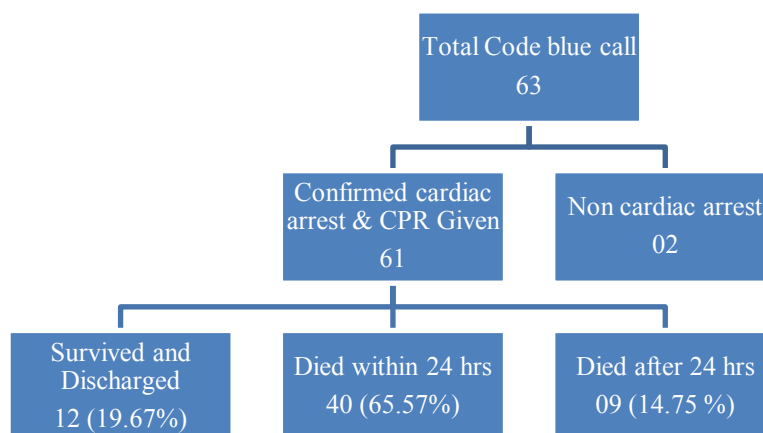 Total Code blue call
63
Confirmed cardiac
arrest & CPR Given
61
Non cardiac arrest
02
Survived and
Discharged
12 (19.67%)
Died within 24 hrs
40 (65.57%)
Died after 24 hrs
09 (14.75 %)